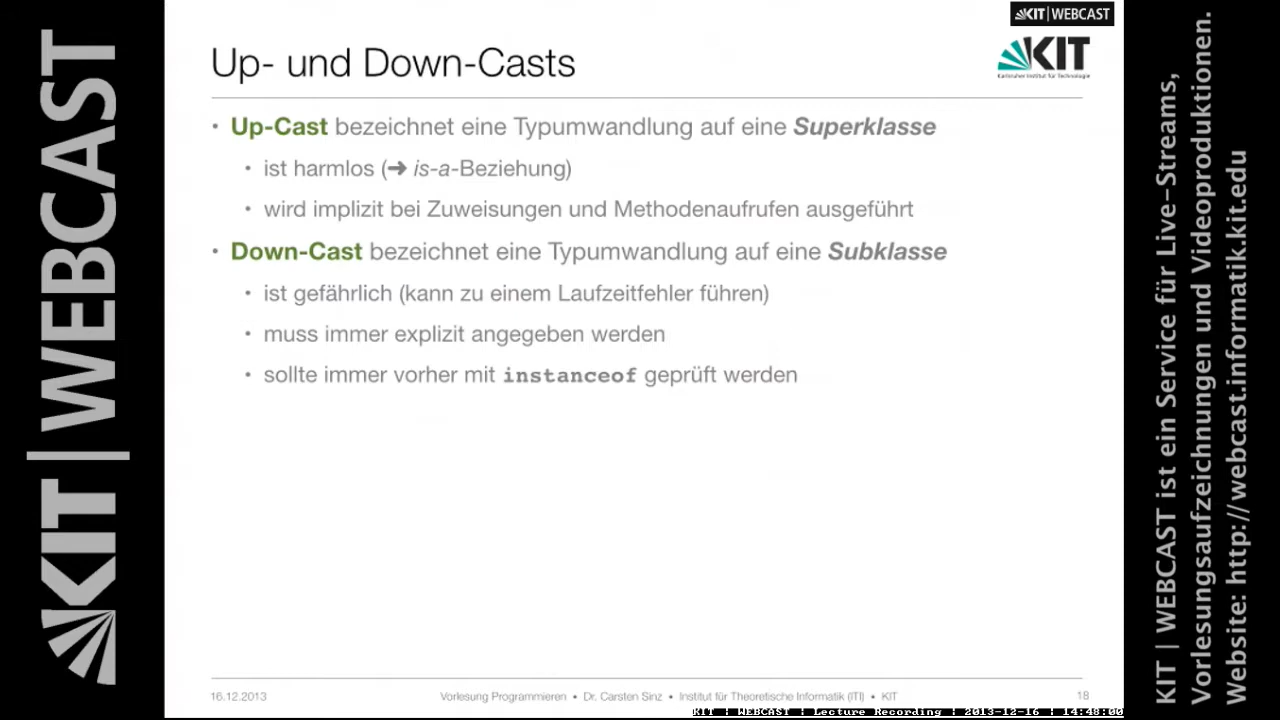 KIT | WEBCAST
KIT|WEBCAST
KIT
Karlsruher Institut für Technologie
Up- und Down-Casts
• Up-Cast bezeichnet eine Typumwandlung auf eine Superklasse
• ist harmlos (➜ is-a-Beziehung)
• wird implizit bei Zuweisungen und Methodenaufrufen ausgeführt
• Down-Cast bezeichnet eine Typumwandlung auf eine Subklasse
• ist gefährlich (kann zu einem Laufzeitfehler führen)
• muss immer explizit angegeben werden
• sollte immer vorher mit instanceof geprüft werden
16.12.2013 Vorlesung Programmieren • Dr. Carsten Sinz • Institut für Theoretische Informatik (ITI) • KIT 18
KIT : WEBCAST : Lecture Recording : 2013-12-16 : 14:48:00
KIT | WEBCAST ist ein Service für Live-Streams,
Vorlesungsaufzeichnungen und Videoproduktionen.
Website: http://webcast.informatik.kit.edu